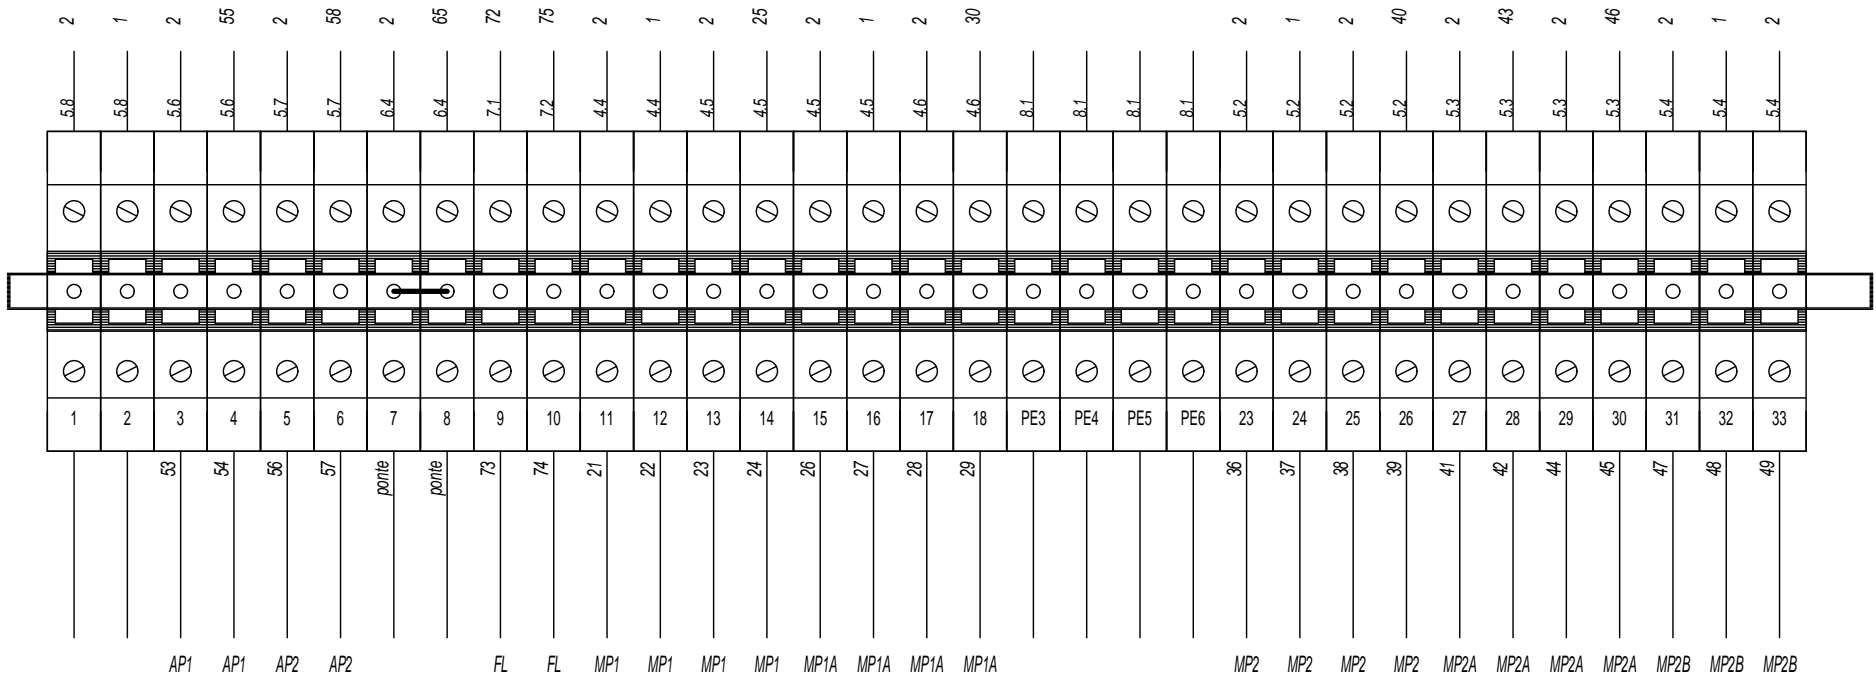 2 1 2 55 2 58 2 65 72 75 2 1 2 25 2 1 2 30 2 1 2 40 2 43 2 46 2 1 2
5.8 5.8 5.6 5.6 5.7 5.7 6.4 6.4 7.1 7.2 4.4 4.4 4.5 4.5 4.5 4.5 4.6 4.6 8.1 8.1 8.1 8.1 5.2 5.2 5.2 5.2 5.3 5.3 5.3 5.3 5.4 5.4 5.4
1 2 3 4 5 6 7 8 9 10 11 12 13 14 15 16 17 18 PE3 PE4 PE5 PE6 23 24 25 26 27 28 29 30 31 32 33
53 54 56 57 ponte ponte 73 74 21 22 23 24 26 27 28 29 36 37 38 39 41 42 44 45 47 48 49
AP1 AP1 AP2 AP2 FL FL MP1 MP1 MP1 MP1 MP1A MP1A MP1A MP1A MP2 MP2 MP2 MP2 MP2A MP2A MP2A MP2A MP2B MP2B MP2B